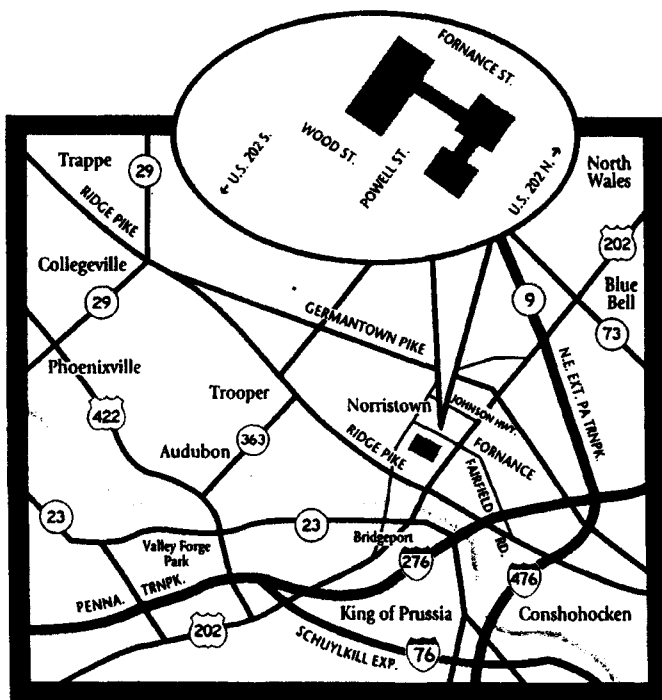 FORNANCE ST.
WOOD ST.
POWELL ST.
← U.S. 202 S.
U.S. 202 N. →
Trappe
29
North
Wales
RIDGE PIKE
202
Collegeville
29
9
Blue
Bell
GERMANTOWN PIKE
73
Phoenixville
N.E. EXT. PA TRNPK.
Trooper
422
Norristown
JOHNSON HWY.
363
Audubon
RIDGE PIKE
FORNANCE
FAIRFIELD
RD.
23
23
Bridgeport
Valley Forge
Park
276
476
PENNA. TRNPK.
King of Prussia
Conshohocken
202
SCHUYLKILL EXP.
76